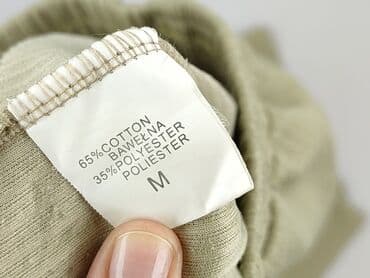 65%COTTON
BAWEŁNA
35%POLYESTER
POLIESTER
M